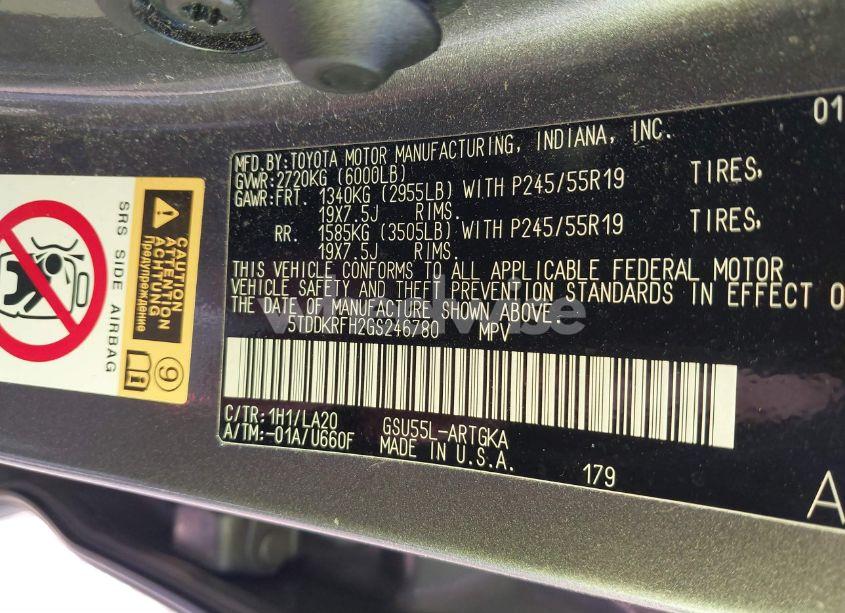 01
MFD.BY:TOYOTA MOTOR MANUFACTURING, INDIANA, INC.
GVWR:2720KG (6000LB)
GAWR:FRT. 1340KG (2955LB) WITH P245/55R19 TIRES,
19X7.5J RIMS.
RR. 1585KG (3505LB) WITH P245/55R19 TIRES,
19X7.5J RIMS.
THIS VEHICLE CONFORMS TO ALL APPLICABLE FEDERAL MOTOR
VEHICLE SAFETY AND THEFT PREVENTION STANDARDS IN EFFECT O
THE DATE OF MANUFACTURE SHOWN ABOVE.
5TDDKRFH2GS246780 MPV
C/TR:1H1/LA20 GSU55L-ARTGKA
A/TM:-01A/U660F MADE IN U.S.A.
179
A
SRS SIDE AIRBAG
CAUTION
ATTENTION
ACHTUNG
Предупреждение
9